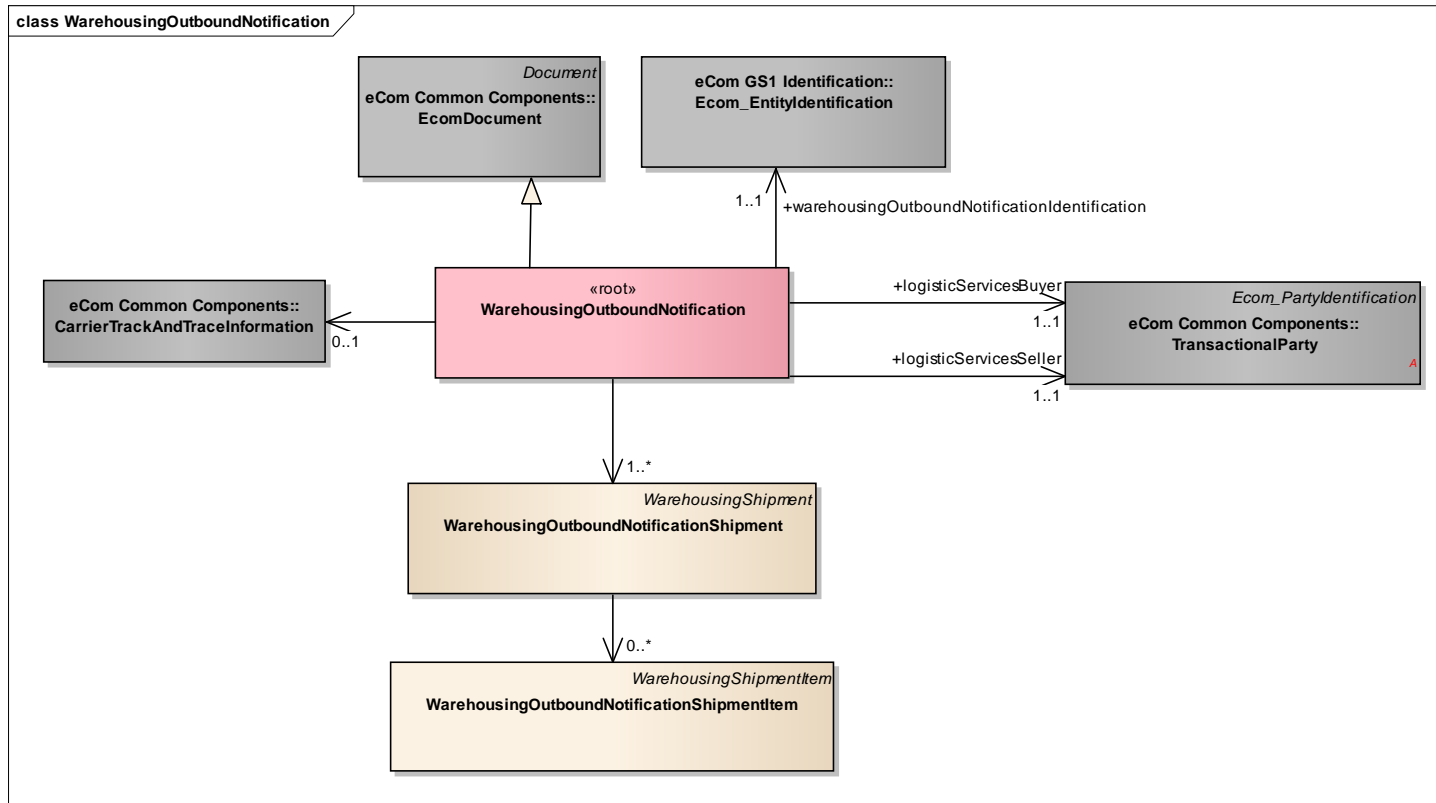 class WarehousingOutboundNotification
Document
eCom Common Components::
EcomDocument
eCom GS1 Identification::
Ecom_EntityIdentification
1..1
+warehousingOutboundNotificationIdentification
«root»
WarehousingOutboundNotification
eCom Common Components::
CarrierTrackAndTraceInformation
0..1
+logisticServicesBuyer
1..1
+logisticServicesSeller
1..1
Ecom_PartyIdentification
eCom Common Components::
TransactionalParty
A
1..*
WarehousingShipment
WarehousingOutboundNotificationShipment
0..*
WarehousingShipmentItem
WarehousingOutboundNotificationShipmentItem